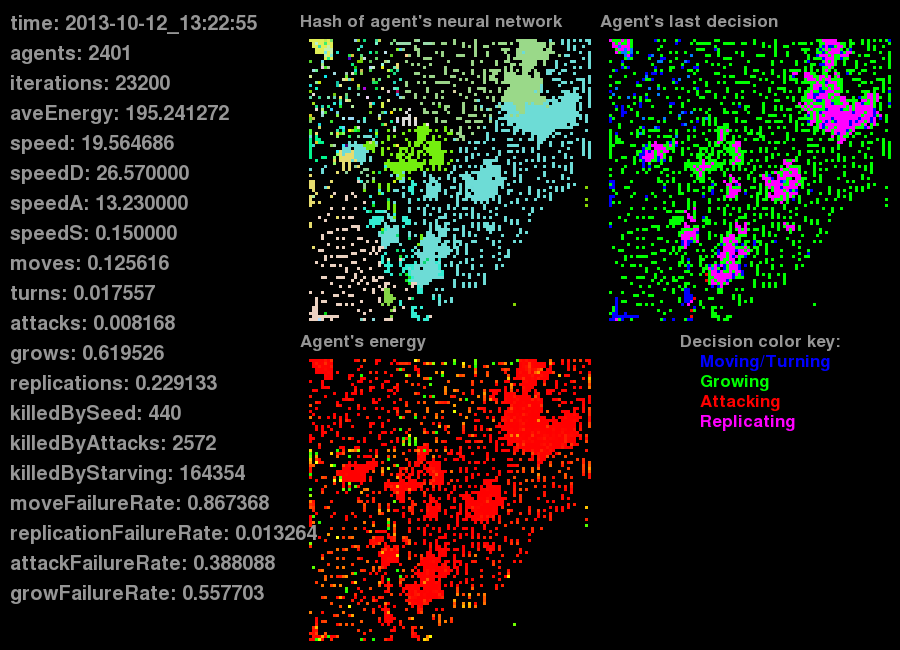 time: 2013-10-12_13:22:55
agents: 2401
iterations: 23200
aveEnergy: 195.241272
speed: 19.564686
speedD: 26.570000
speedA: 13.230000
speedS: 0.150000
moves: 0.125616
turns: 0.017557
attacks: 0.008168
grows: 0.619526
replications: 0.229133
killedBySeed: 440
killedByAttacks: 2572
killedByStarving: 164354
moveFailureRate: 0.867368
replicationFailureRate: 0.013264
attackFailureRate: 0.388088
growFailureRate: 0.557703
Hash of agent's neural network
Agent's last decision
Agent's energy
Decision color key:
Moving/Turning
Growing
Attacking
Replicating